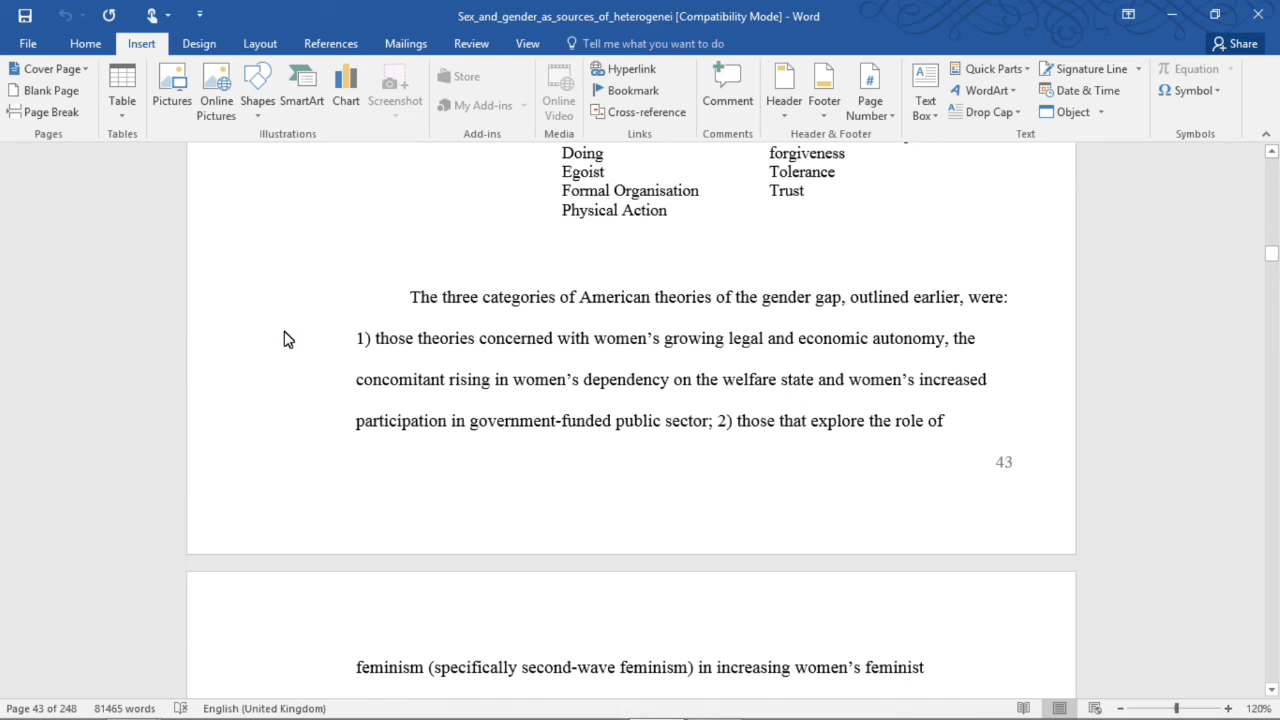 Sex_and_gender_as_sources_of_heterogenei [Compatibility Mode] - Word
File Home Insert Design Layout References Mailings Review View Tell me what you want to do Share
Cover Page
Blank Page
Page Break
Pages
Table
Tables
Pictures
Online Pictures
Shapes
SmartArt
Chart
Screenshot
Illustrations
Store
My Add-ins
Add-ins
Online Video
Media
Hyperlink
Bookmark
Cross-reference
Links
Comment
Comments
Header
Footer
Page Number
Header & Footer
Text Box
Quick Parts
WordArt
Drop Cap
Signature Line
Date & Time
Object
Text
Equation
Symbol
Symbols
Doing forgiveness
Egoist Tolerance
Formal Organisation Trust
Physical Action
The three categories of American theories of the gender gap, outlined earlier, were:
1) those theories concerned with women’s growing legal and economic autonomy, the
concomitant rising in women’s dependency on the welfare state and women’s increased
participation in government-funded public sector; 2) those that explore the role of
43
feminism (specifically second-wave feminism) in increasing women’s feminist
Page 43 of 248 81465 words English (United Kingdom) 120%